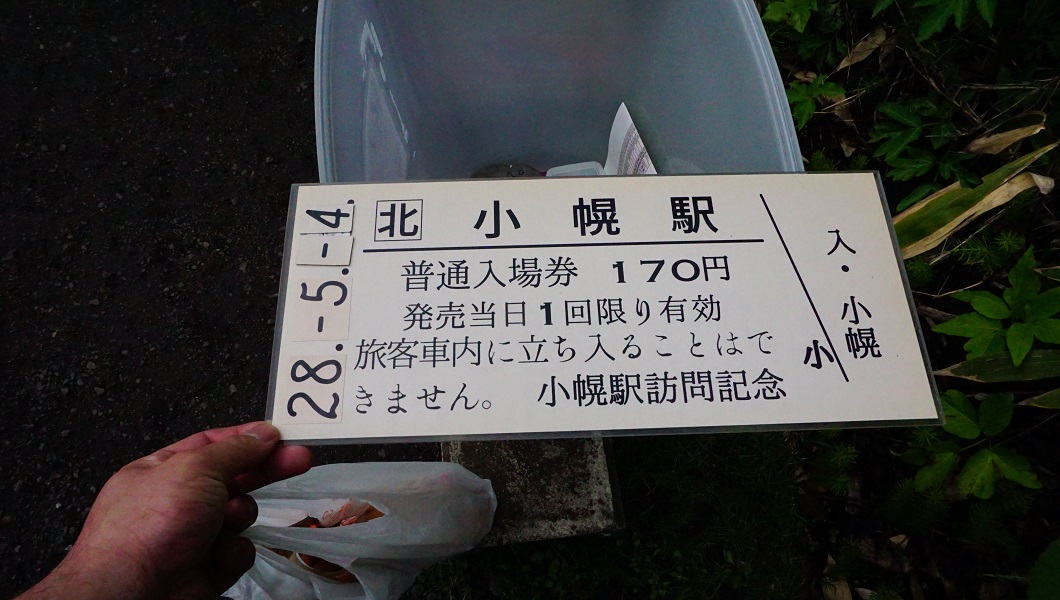 28.-5.-4.
北 小幌駅
普通入場券 170円
発売当日1回限り有効
旅客車内に立ち入ることはで
きません。 小幌駅訪問記念
入・小幌
小